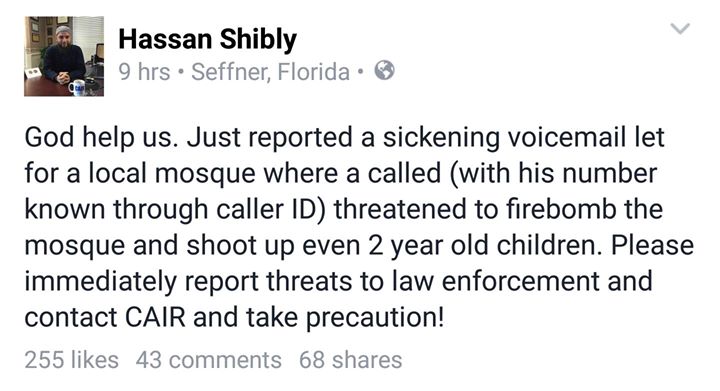 Hassan Shibly
9 hrs • Seffner, Florida •
God help us. Just reported a sickening voicemail let
for a local mosque where a called (with his number
known through caller ID) threatened to firebomb the
mosque and shoot up even 2 year old children. Please
immediately report threats to law enforcement and
contact CAIR and take precaution!
255 likes 43 comments 68 shares